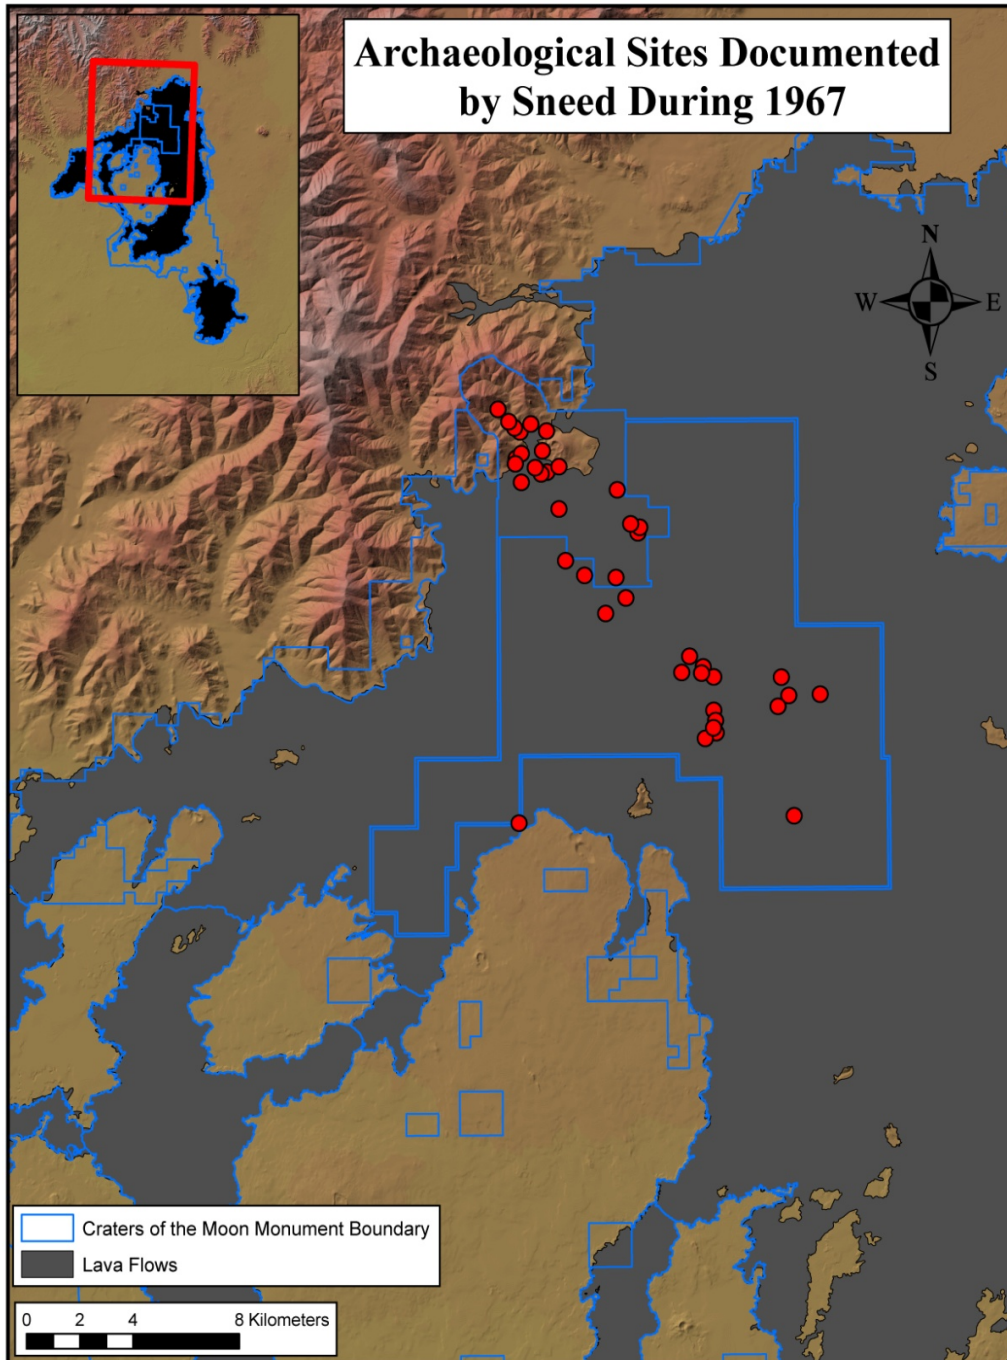 Archaeological Sites Documented
by Sneed During 1967
N
W
E
S
Craters of the Moon Monument Boundary
Lava Flows
0 2 4 8 Kilometers